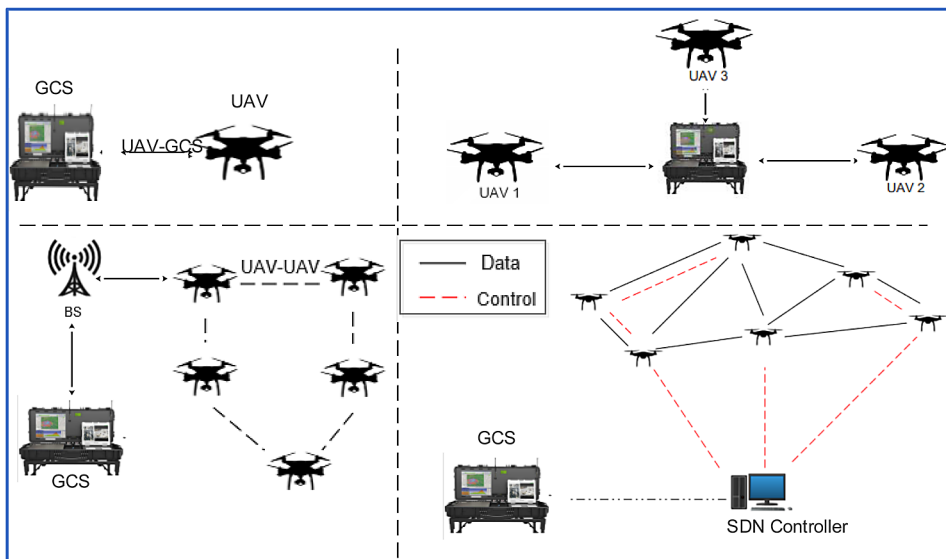 GCS
UAV
UAV-GCS
UAV 3
UAV 1
UAV 2
BS
UAV-UAV
GCS
Data
Control
GCS
SDN Controller